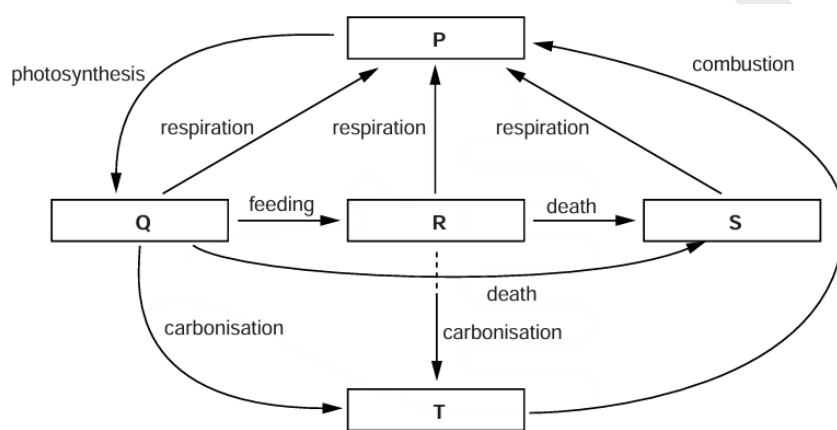 P
photosynthesis
combustion
respiration
respiration
respiration
Q
feeding
R
death
S
death
carbonisation
carbonisation
T